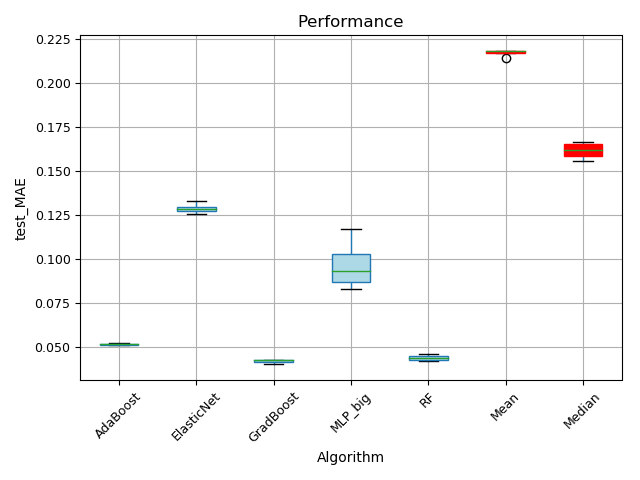 Performance
test_MAE
0.225
0.200
0.175
0.150
0.125
0.100
0.075
0.050
AdaBoost
ElasticNet
GradBoost
MLP_big
RF
Mean
Median
Algorithm